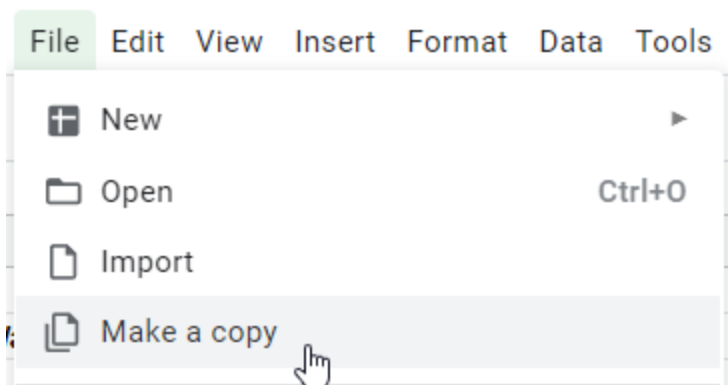 File Edit View Insert Format Data Tools
New
Open Ctrl+O
Import
Make a copy